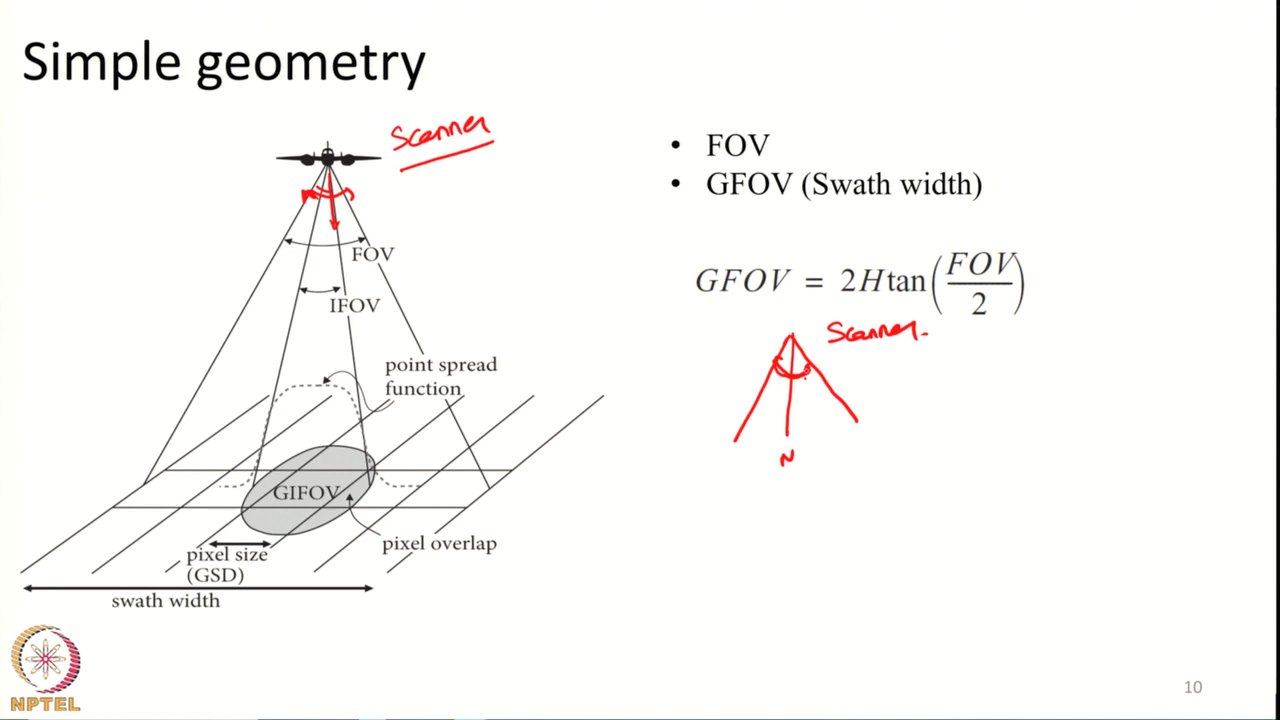 Simple geometry
Scanner
FOV
IFOV
point spread
function
GIFOV
pixel overlap
pixel size
(GSD)
swath width
• FOV
• GFOV (Swath width)
GFOV = 2H tan(FOV/2)
Scanner.
N
NPTEL
10